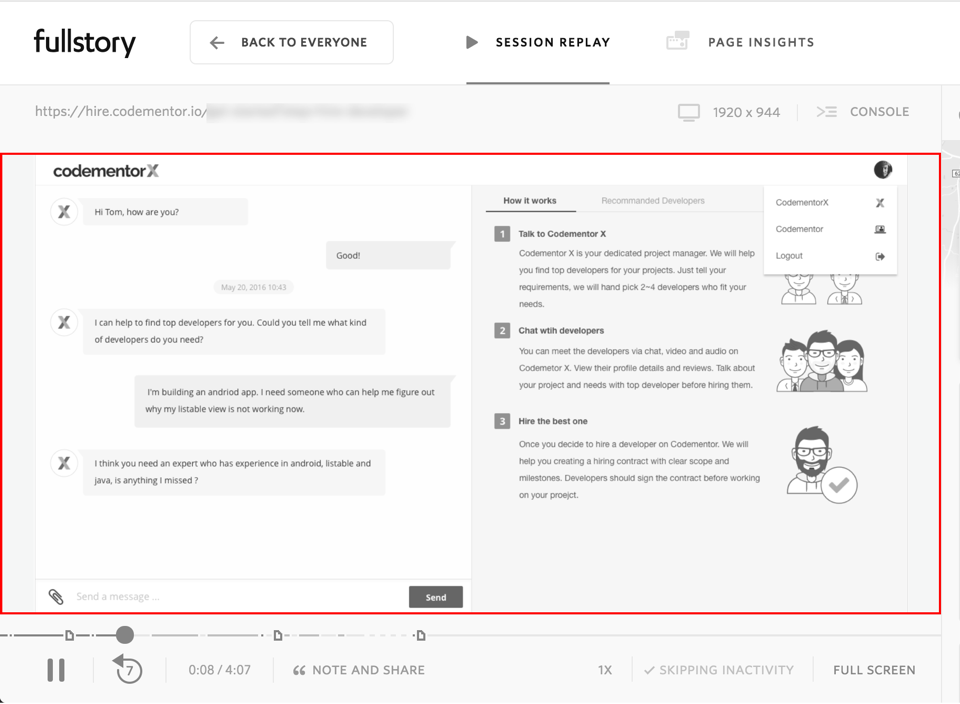 fullstory
BACK TO EVERYONE
SESSION REPLAY
PAGE INSIGHTS
https://hire.codementor.io/
1920 x 944
CONSOLE
codementorX
Hi Tom, how are you?
Good!
May 20, 2016 10:43
I can help to find top developers for you. Could you tell me what kind
of developers do you need?
I'm building an andriod app. I need someone who can help me figure out
why my listable view is not working now.
I think you need an expert who has experience in android, listable and
java, is anything I missed ?
Send a message ...
Send
How it works
Recommanded Developers
1 Talk to Codementor X
Codementor X is your dedicated project manager. We will help
you find top developers for your projects. Just tell your
requirements, we will hand pick 2~4 developers who fit your
needs.
2 Chat wtih developers
You can meet the developers via chat, video and audio on
Codemetor X. View their profile details and reviews. Talk about
your project and needs with top developer before hiring them.
3 Hire the best one
Once you decide to hire a developer on Codementor. We will
help you creating a hiring contract with clear scope and
milestones. Developers should sign the contract before working
on your proejct.
CodementorX
Codementor
Logout
7
0:08 / 4:07
NOTE AND SHARE
1X
SKIPPING INACTIVITY
FULL SCREEN